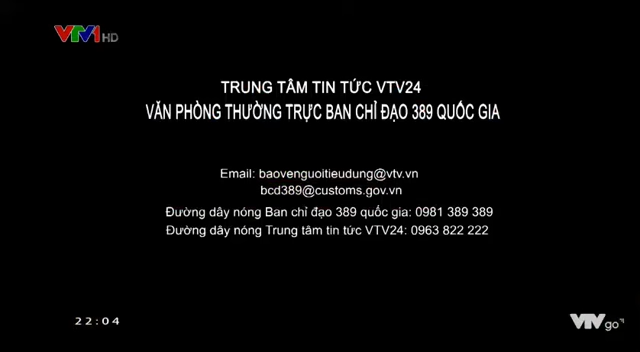 VTV1 HD
TRUNG TÂM TIN TỨC VTV24
VĂN PHÒNG THƯỜNG TRỰC BAN CHỈ ĐẠO 389 QUỐC GIA
Email: baovenguoitieudung@vtv.vn
bcd389@customs.gov.vn
Đường dây nóng Ban chỉ đạo 389 quốc gia: 0981 389 389
Đường dây nóng Trung tâm tin tức VTV24: 0963 822 222
22:04
VTV go